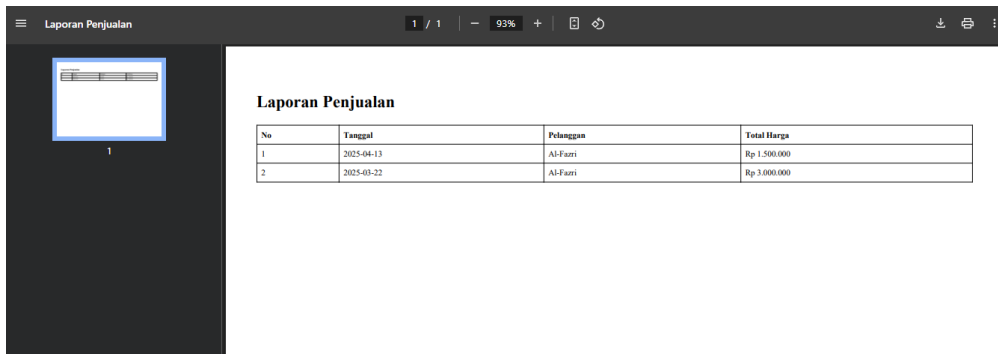 Laporan Penjualan
1 / 1
93%
1
Laporan Penjualan
No Tanggal Pelanggan Total Harga
1 2025-04-13 Al-Fazri Rp 1.500.000
2 2025-03-22 Al-Fazri Rp 3.000.000